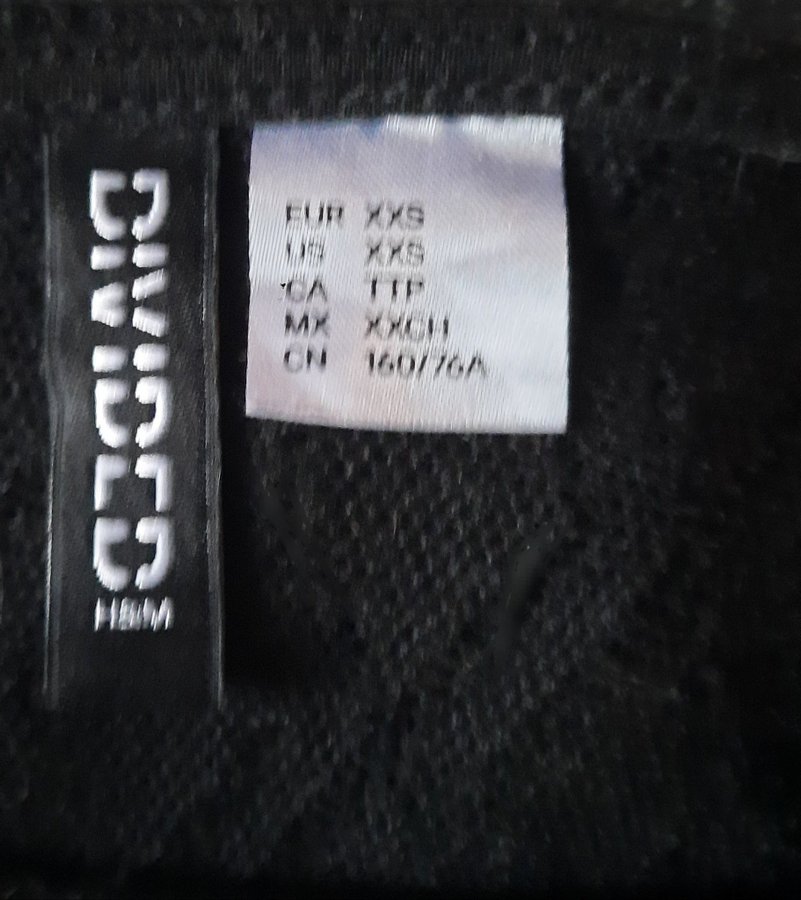 DIVIDED
H&M
EUR XXS
US XXS
CA TTP
MX XXCH
CN 160/76A